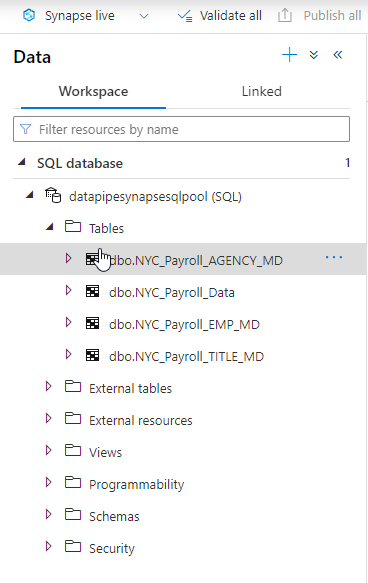 Synapse live Validate all Publish all
Data
Workspace Linked
Filter resources by name
SQL database 1
datapipesynapsesqlpool (SQL)
Tables
dbo.NYC_Payroll_AGENCY_MD
dbo.NYC_Payroll_Data
dbo.NYC_Payroll_EMP_MD
dbo.NYC_Payroll_TITLE_MD
External tables
External resources
Views
Programmability
Schemas
Security